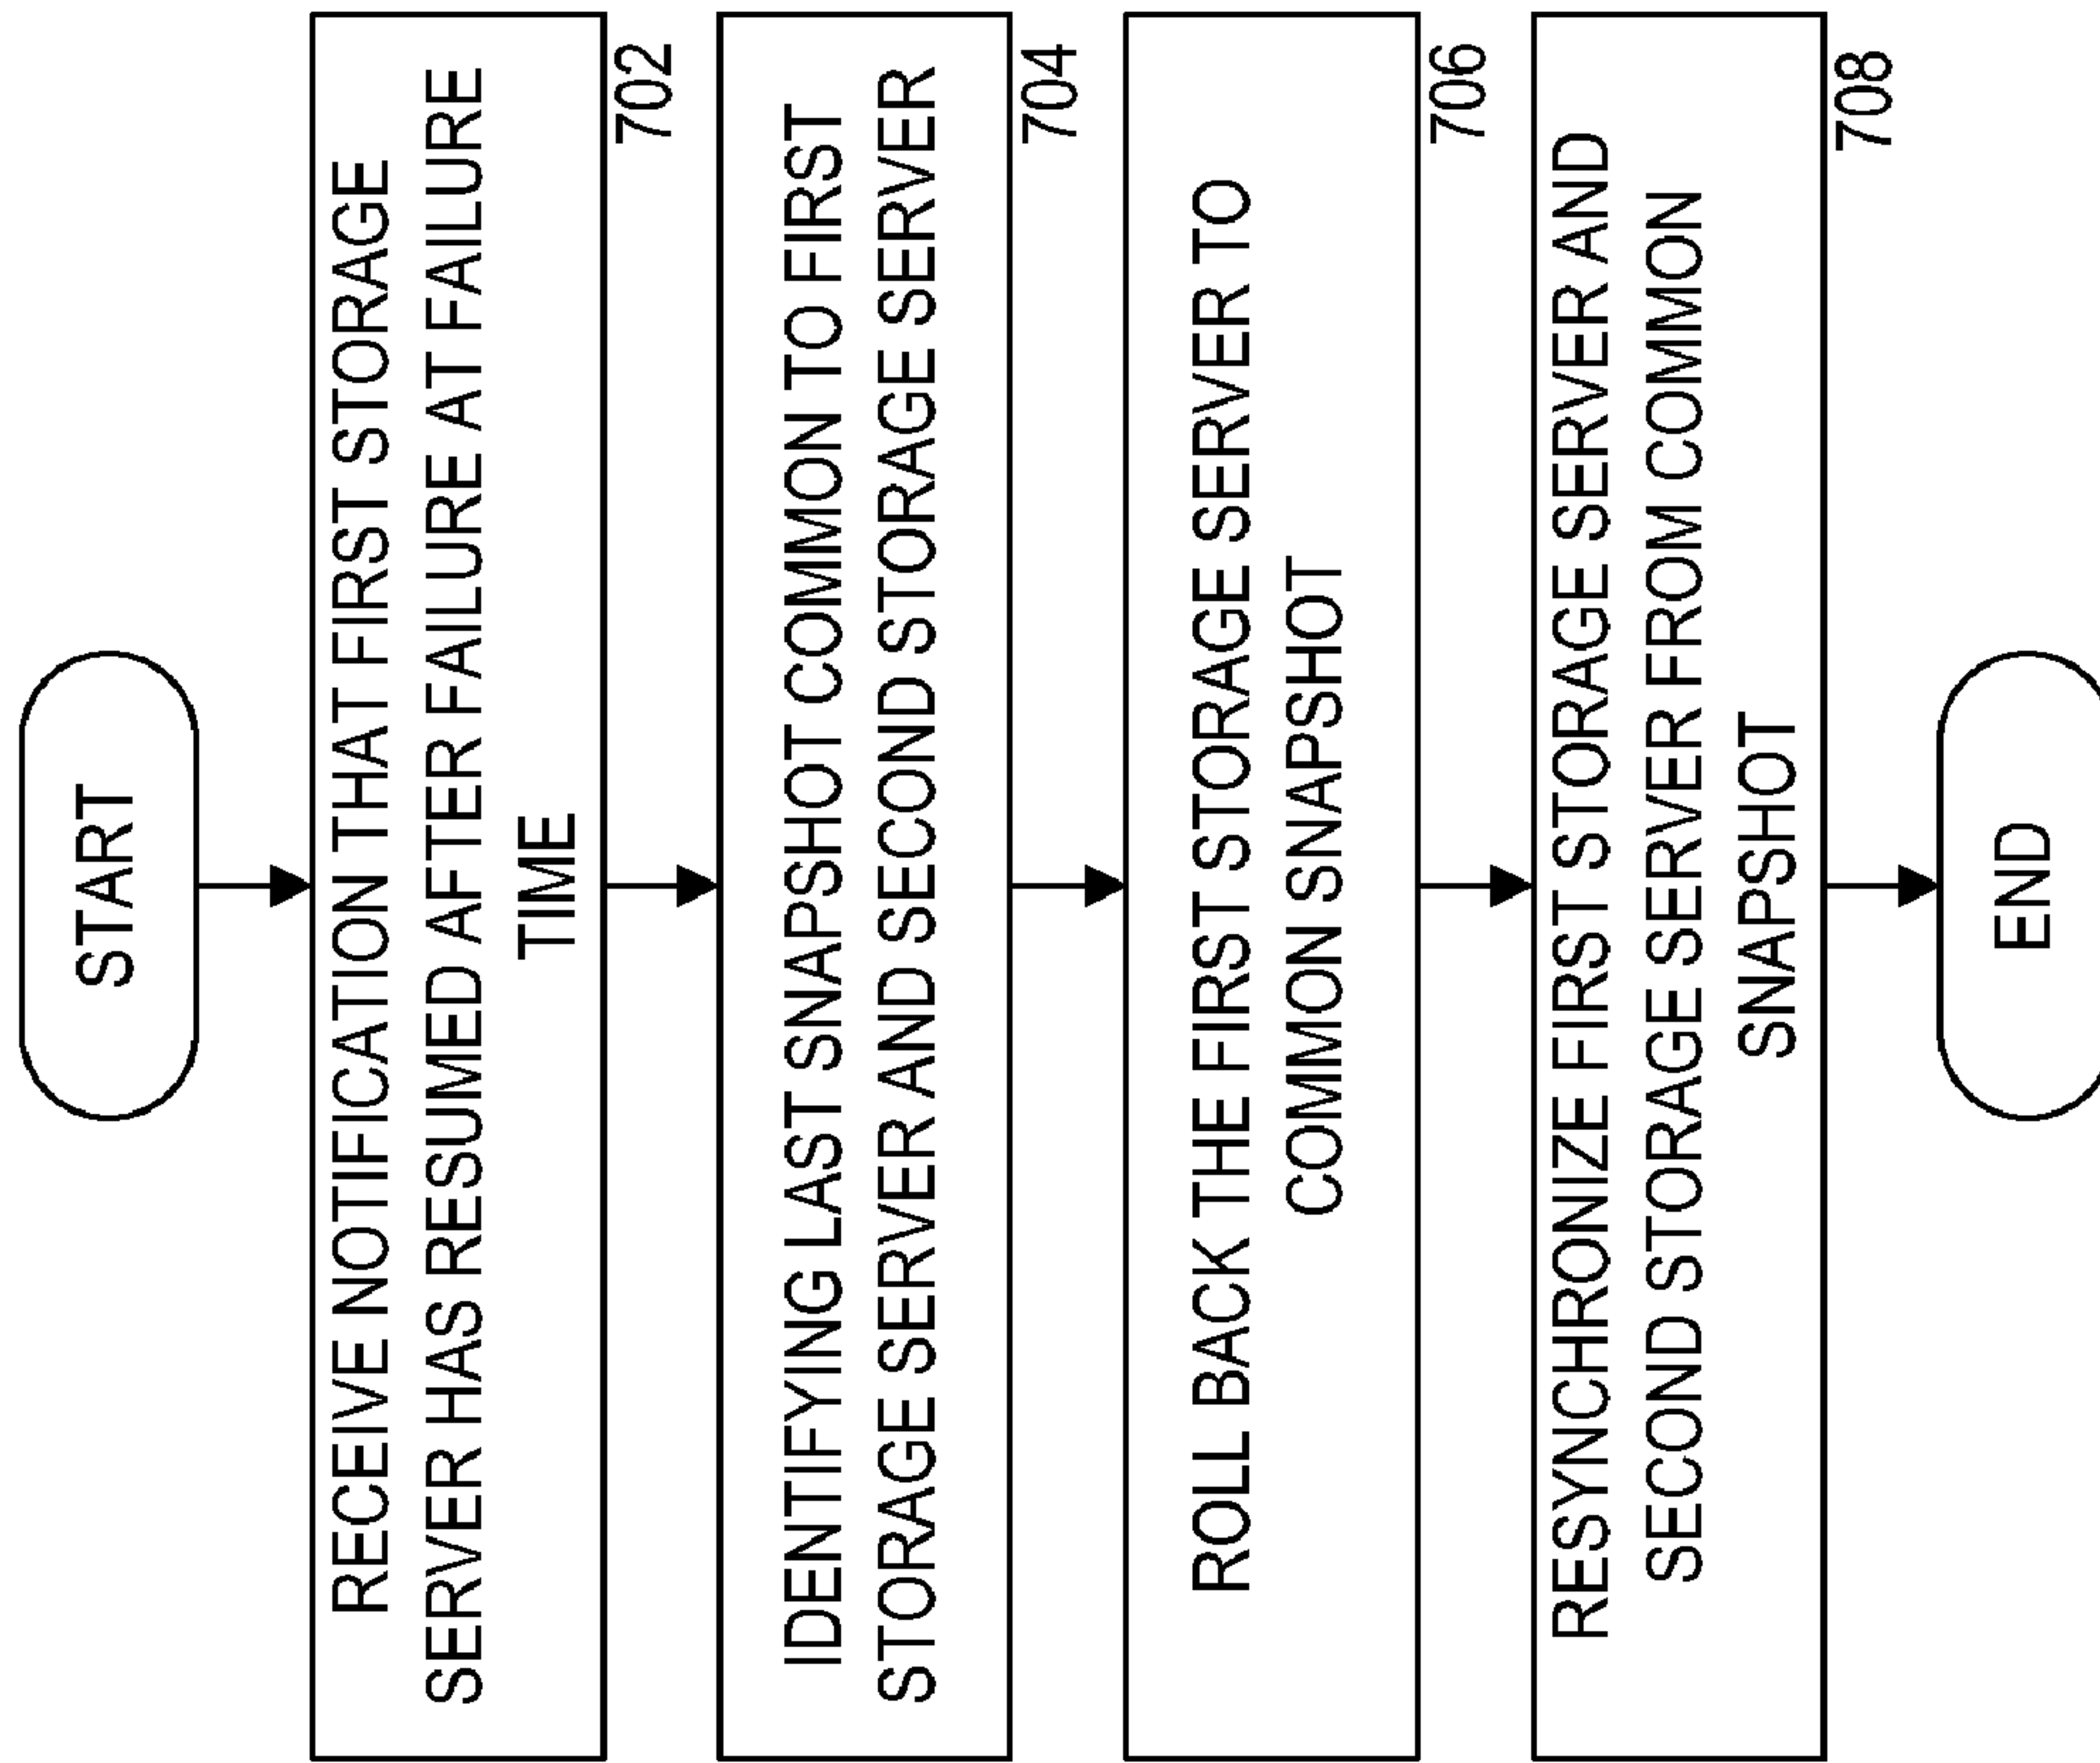 START
RECEIVE NOTIFICATION THAT FIRST STORAGE
SERVER HAS RESUMED AFTER FAILURE AT FAILURE
TIME
702
IDENTIFYING LAST SNAPSHOT COMMON TO FIRST
STORAGE SERVER AND SECOND STORAGE SERVER
704
ROLL BACK THE FIRST STORAGE SERVER TO
COMMON SNAPSHOT
706
RESYNCHRONIZE FIRST STORAGE SERVER AND
SECOND STORAGE SERVER FROM COMMON
SNAPSHOT
708
END